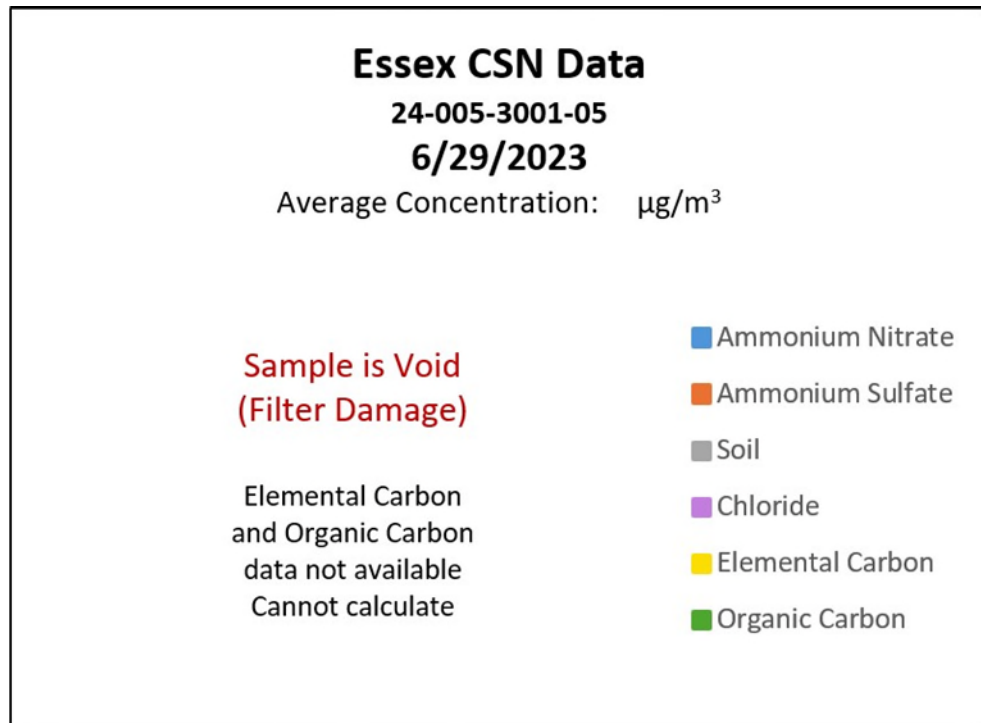 Essex CSN Data
24-005-3001-05
6/29/2023
Average Concentration: µg/m³
Sample is Void
(Filter Damage)
Elemental Carbon
and Organic Carbon
data not available
Cannot calculate
Ammonium Nitrate
Ammonium Sulfate
Soil
Chloride
Elemental Carbon
Organic Carbon